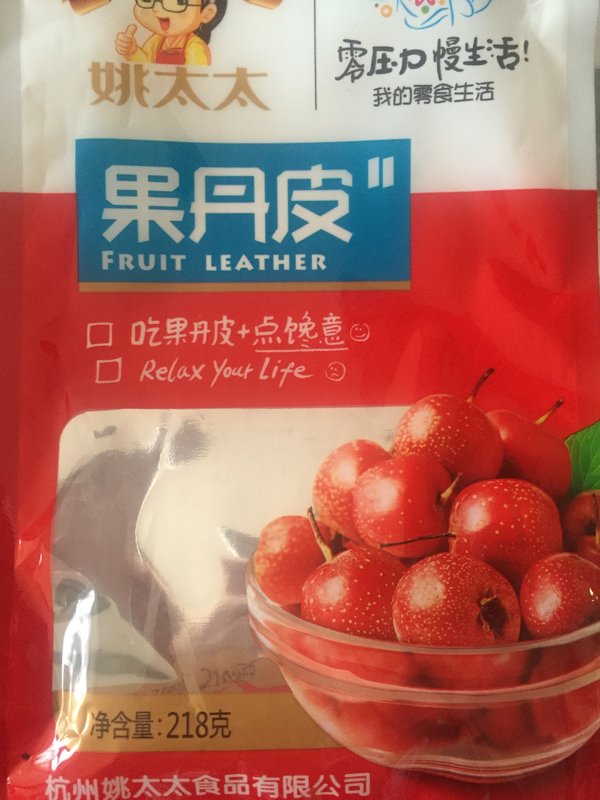 姚太太
零压力 慢生活!
我的零食生活
果丹皮
FRUIT LEATHER
吃果丹皮+点馋意
Relax Your Life
净含量:218克
杭州姚太太食品有限公司